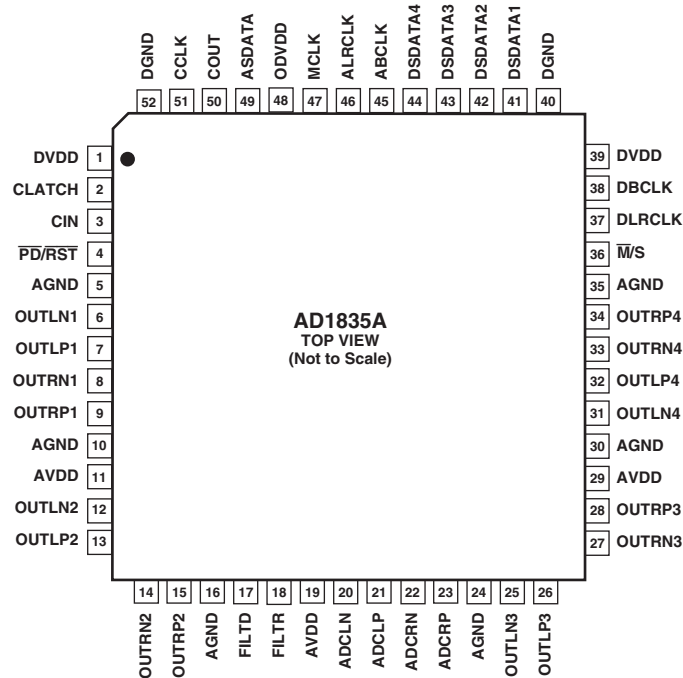 DGND CCLK COUT ASDATA ODVDD MCLK ALRCLK ABCLK DSDATA4 DSDATA3 DSDATA2 DSDATA1 DGND
52 51 50 49 48 47 46 45 44 43 42 41 40
DVDD 1
CLATCH 2
CIN 3
PD/RST 4
AGND 5
OUTLN1 6
OUTLP1 7
OUTRN1 8
OUTRP1 9
AGND 10
AVDD 11
OUTLN2 12
OUTLP2 13
AD1835A
TOP VIEW
(Not to Scale)
39 DVDD
38 DBCLK
37 DLRCLK
36 M/S
35 AGND
34 OUTRP4
33 OUTRN4
32 OUTLP4
31 OUTLN4
30 AGND
29 AVDD
28 OUTRP3
27 OUTRN3
14 15 16 17 18 19 20 21 22 23 24 25 26
OUTRN2 OUTRP2 AGND FILTD FILTR AVDD ADCLN ADCLP ADCRN ADCRP AGND OUTLN3 OUTLP3